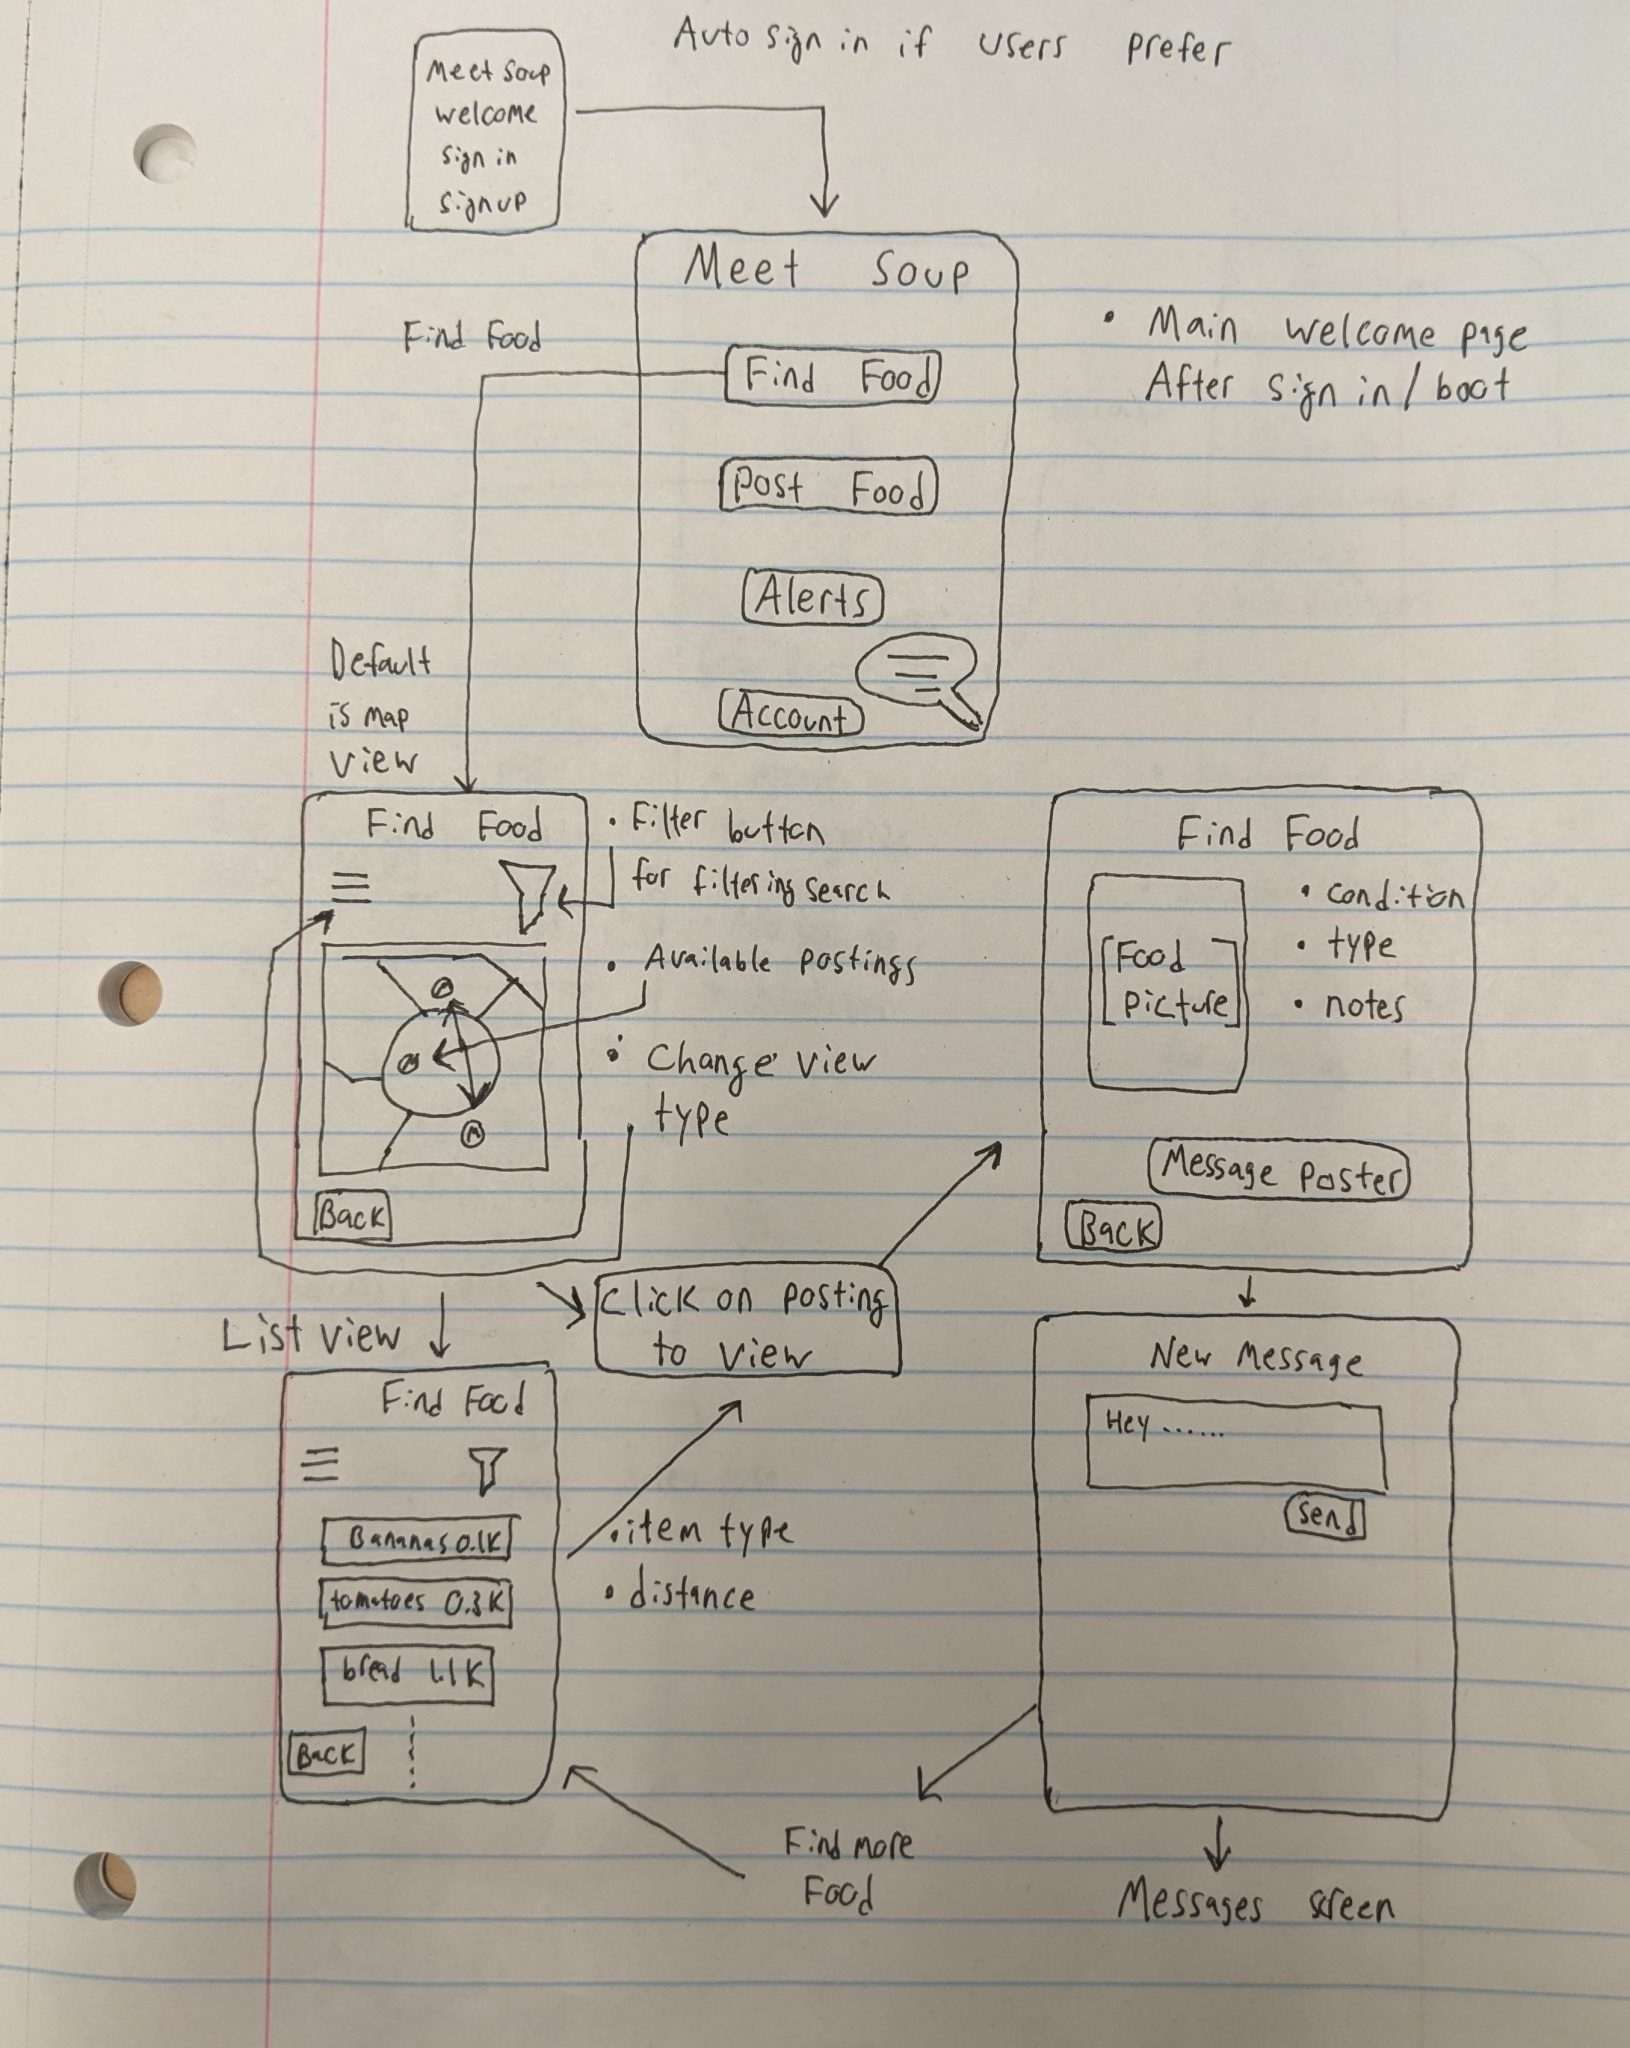 Auto sign in if users prefer
Meet Soup
welcome
sign in
signup
Meet Soup
Find Food
Find Food
• Main welcome page
After sign in / boot
Post Food
Alerts
Account
Default
is map
view
Find Food
• Filter button
for filtering search
• Available postings
• Change view
type
Back
Find Food
• condition
• type
• notes
[Food
picture]
Message poster
Back
Click on posting
to view
List view
Find Food
Bananas 0.1K
tomatoes 0.3K
bread 1.1K
Back
• item type
• distance
New Message
Hey ......
Send
Find more
Food
Messages screen